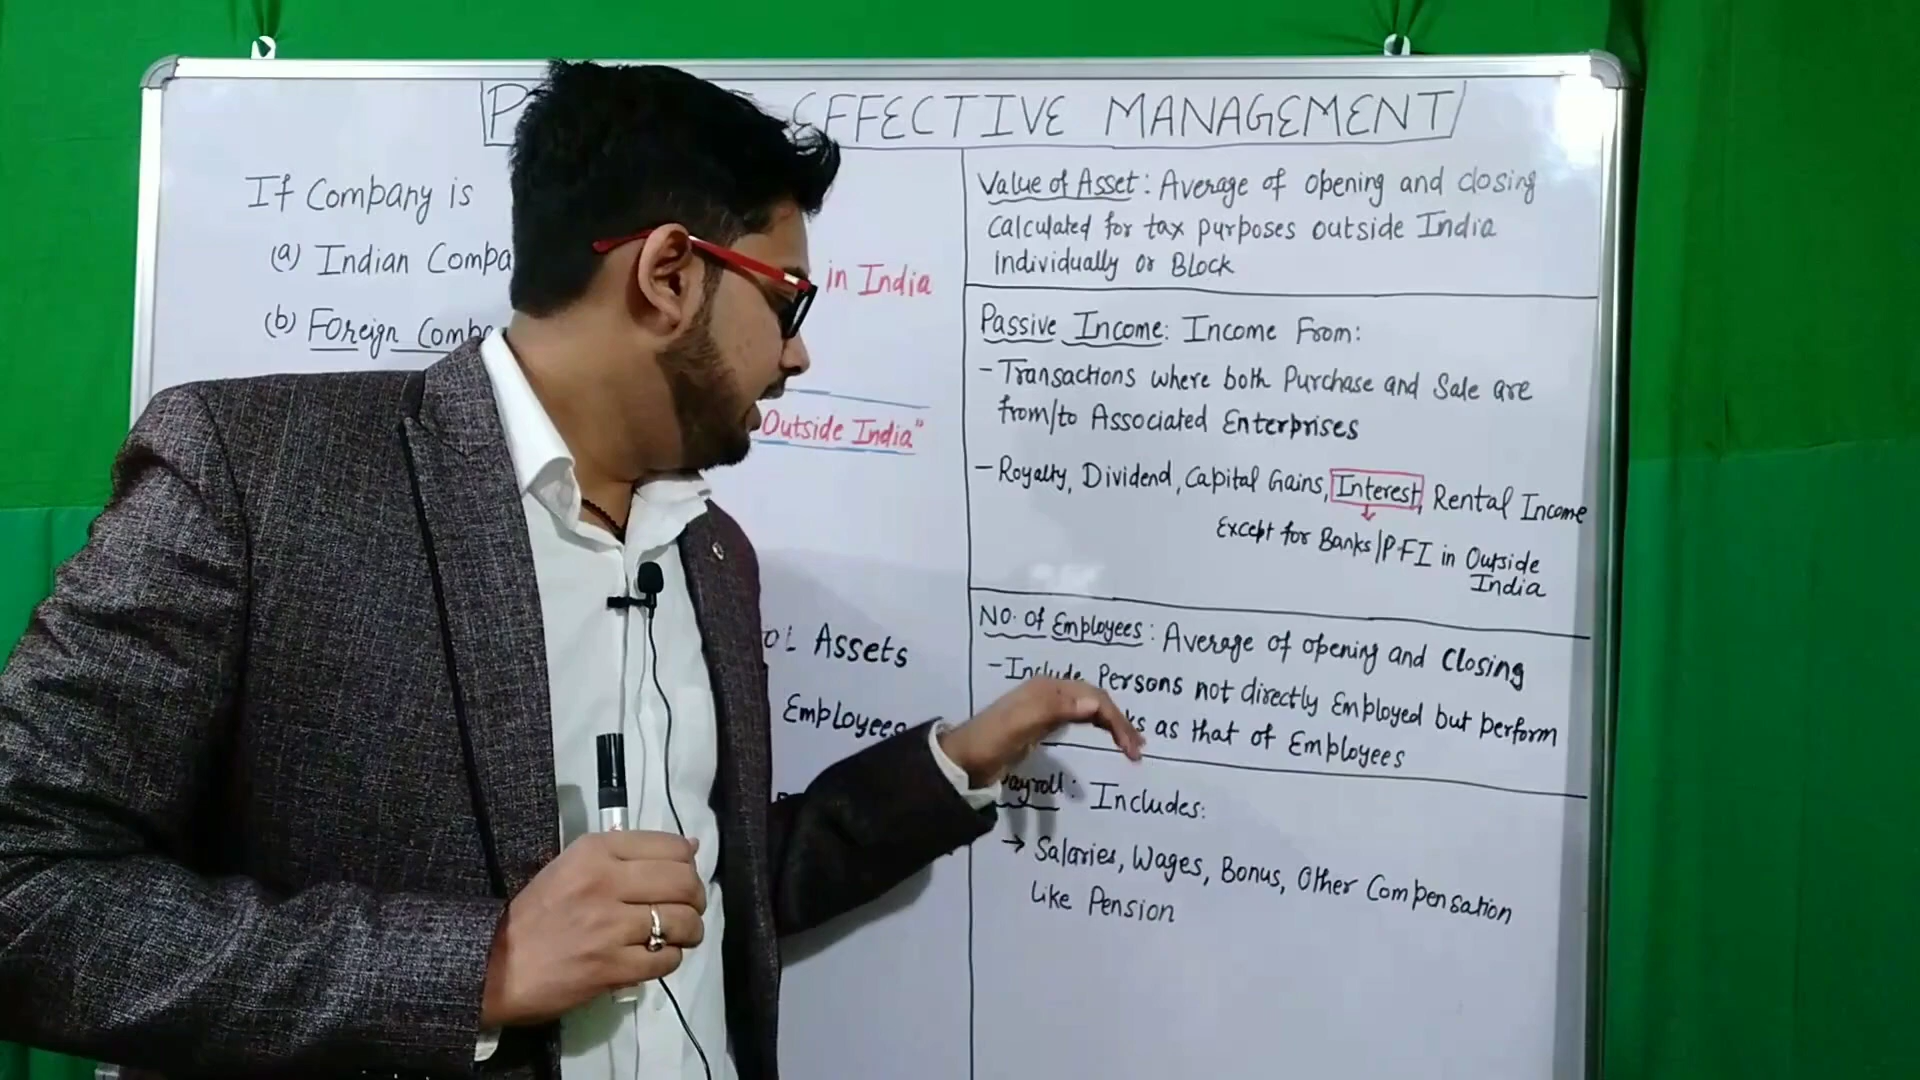 EFFECTIVE MANAGEMENT
If Company is
(a) Indian Compa
in India
(b) Foreign Comp
Outside India"
Assets
Employees
Value of Asset: Average of opening and closing
calculated for tax purposes outside India
individually or Block
Passive Income: Income From:
- Transactions where both Purchase and Sale are
from/to Associated Enterprises
- Royalty, Dividend, Capital Gains, Interest, Rental Income
Except for Banks/PFI in Outside
India
No. of Employees: Average of opening and closing
- Include Persons not directly Employed but perform
as that of Employees
ayroll: Includes:
→ Salaries, Wages, Bonus, Other Compensation
like Pension